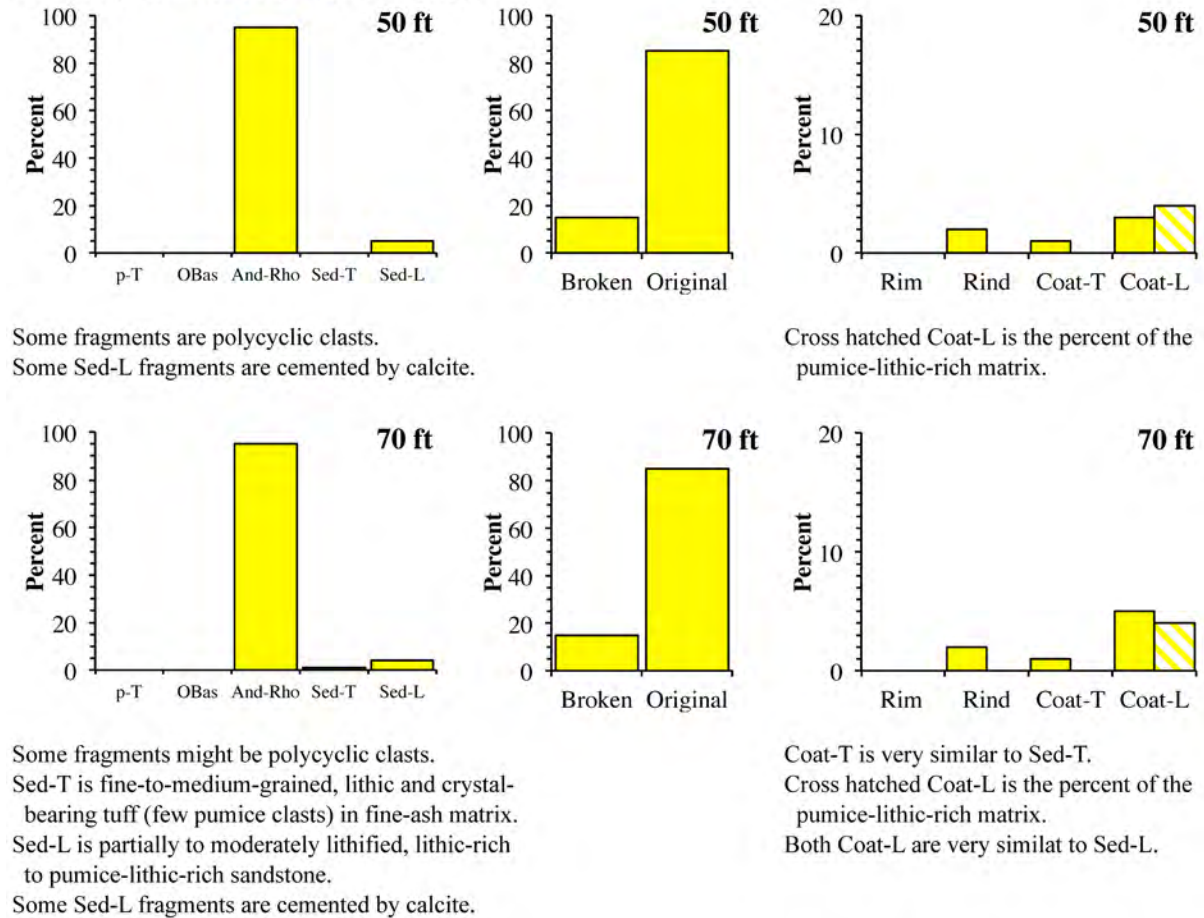 50 ft
Percent
100
80
60
40
20
0
p-T OBas And-Rho Sed-T Sed-L
50 ft
Percent
100
80
60
40
20
0
Broken Original
50 ft
Percent
20
10
0
Rim Rind Coat-T Coat-L
Some fragments are polycyclic clasts.
Some Sed-L fragments are cemented by calcite.
Cross hatched Coat-L is the percent of the
pumice-lithic-rich matrix.
70 ft
Percent
100
80
60
40
20
0
p-T OBas And-Rho Sed-T Sed-L
70 ft
Percent
100
80
60
40
20
0
Broken Original
70 ft
Percent
20
10
0
Rim Rind Coat-T Coat-L
Some fragments might be polycyclic clasts.
Sed-T is fine-to-medium-grained, lithic and crystal-
bearing tuff (few pumice clasts) in fine-ash matrix.
Sed-L is partially to moderately lithified, lithic-rich
to pumice-lithic-rich sandstone.
Some Sed-L fragments are cemented by calcite.
Coat-T is very similar to Sed-T.
Cross hatched Coat-L is the percent of the
pumice-lithic-rich matrix.
Both Coat-L are very similat to Sed-L.